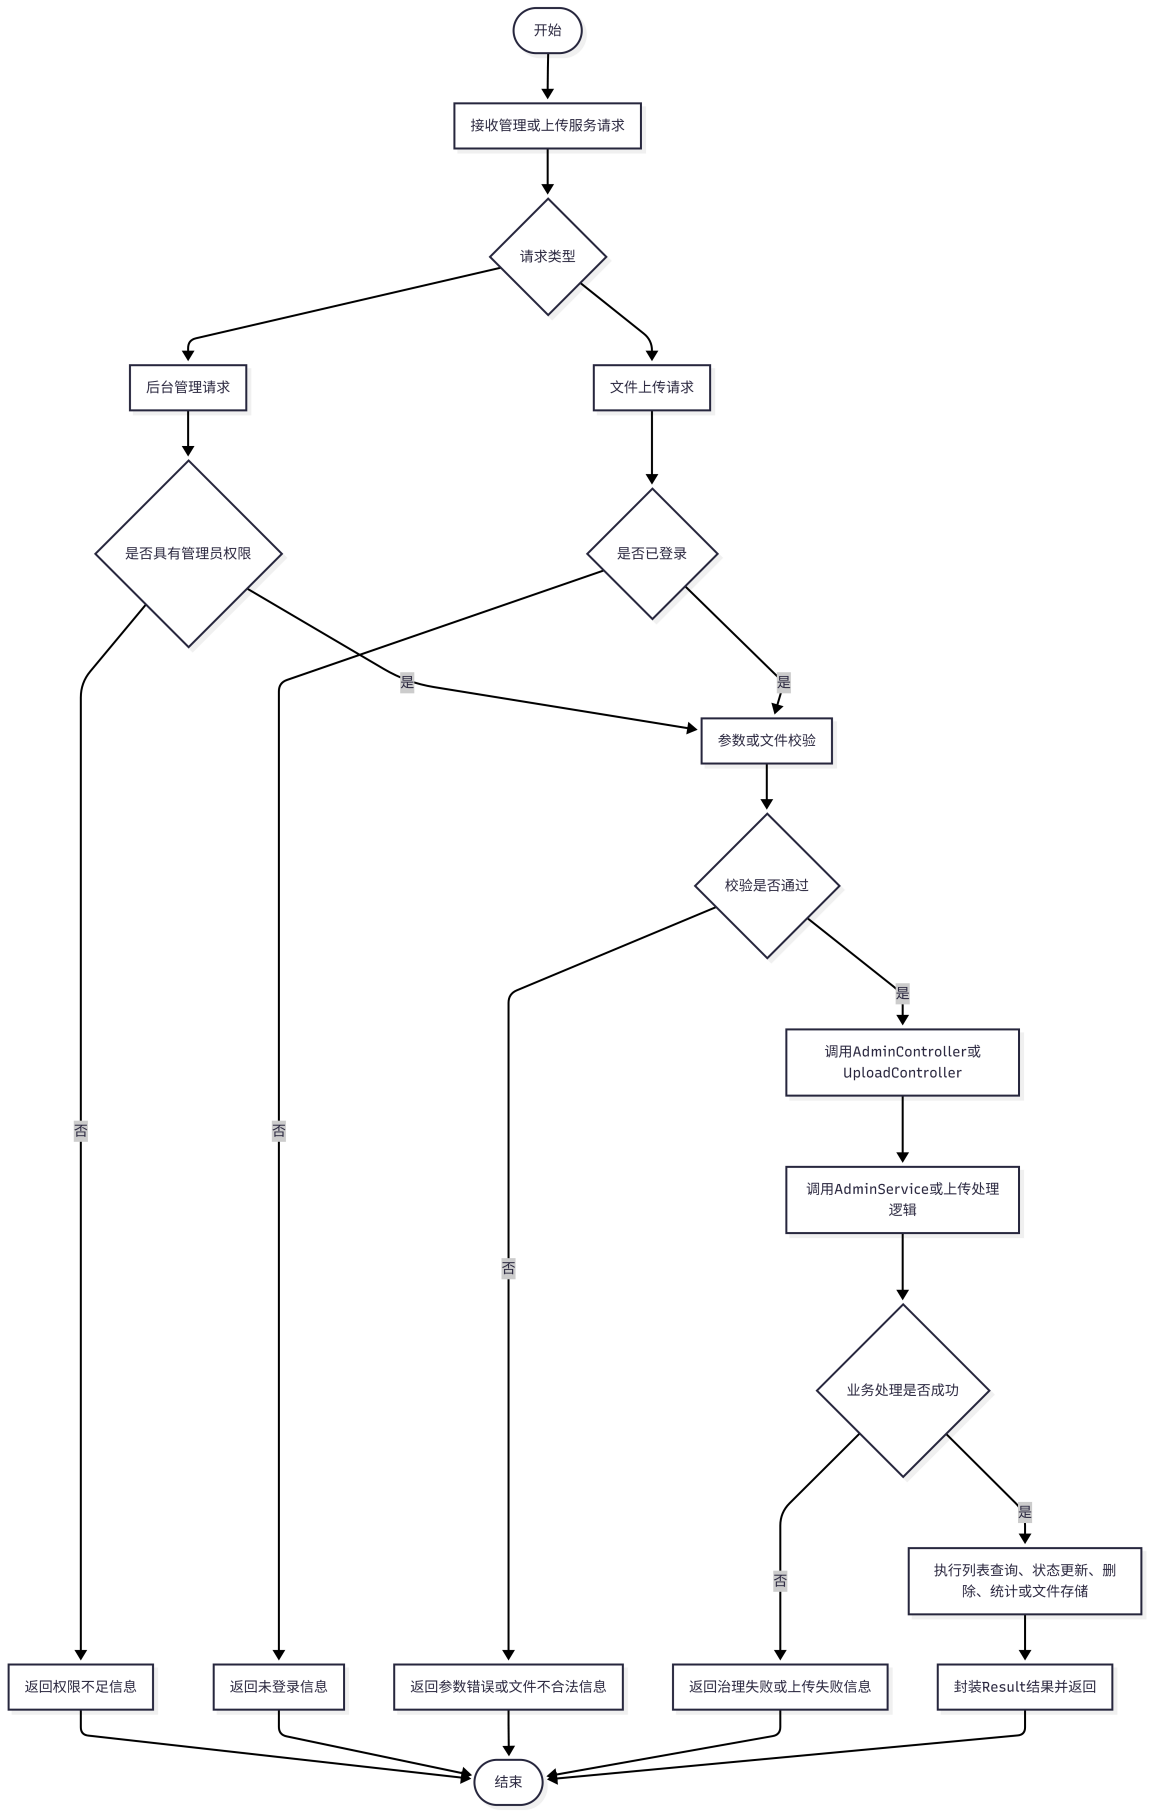 开始
接收管理或上传服务请求
请求类型
后台管理请求
文件上传请求
是否具有管理员权限
是否已登录
是
是
参数或文件校验
校验是否通过
是
调用AdminController或
UploadController
否
否
调用AdminService或上传处理
逻辑
否
业务处理是否成功
是
否
执行列表查询、状态更新、删
除、统计或文件存储
返回权限不足信息
返回未登录信息
返回参数错误或文件不合法信息
返回治理失败或上传失败信息
封装Result结果并返回
结束